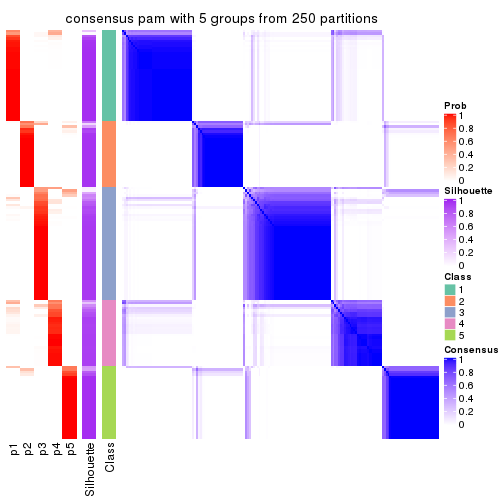 consensus pam with 5 groups from 250 partitions
Prob
1
0.8
0.6
0.4
0.2
0
Silhouette
1
0.8
0.6
0.4
0.2
0
Class
1
2
3
4
5
Consensus
1
0.8
0.6
0.4
0.2
0
p1
p2
p3
p4
p5
Silhouette
Class